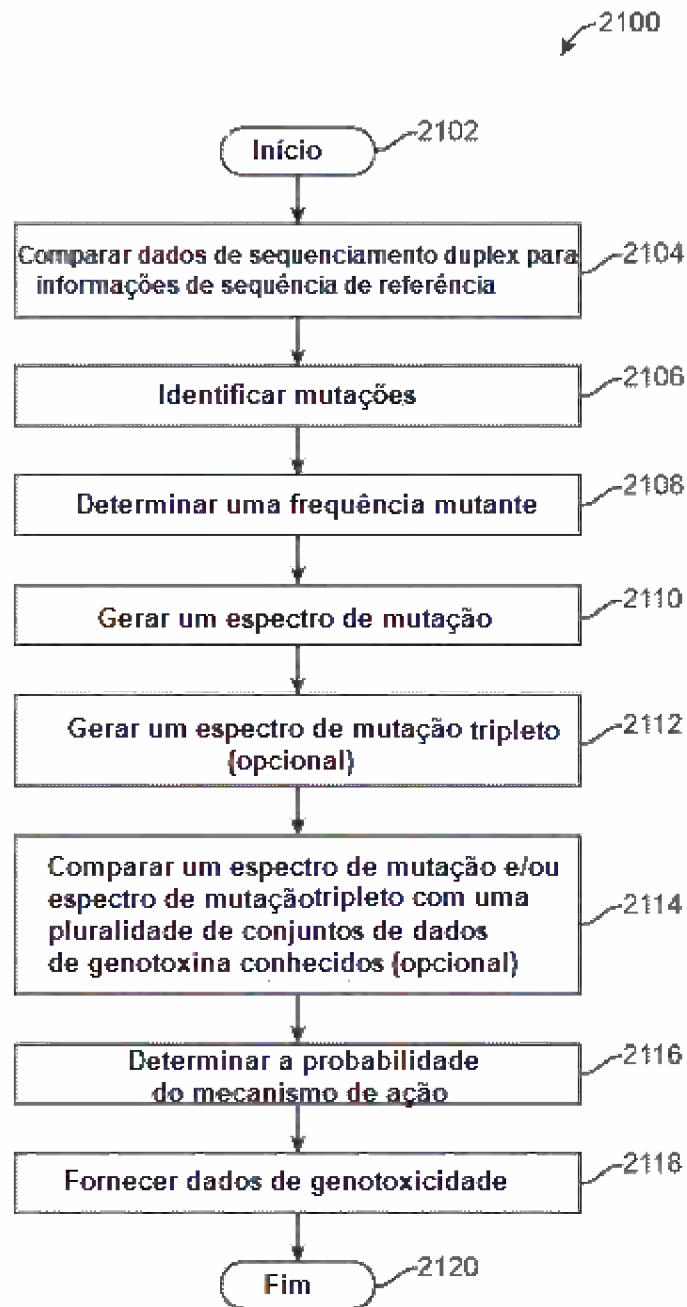 2100
Início
2102
Comparar dados de sequenciamento duplex para
informações de sequência de referência
2104
Identificar mutações
2106
Determinar uma frequência mutante
2108
Gerar um espectro de mutação
2110
Gerar um espectro de mutação tripleto
(opcional)
2112
Comparar um espectro de mutação e/ou
espectro de mutaçãotripleto com uma
pluralidade de conjuntos de dados
de genotoxina conhecidos (opcional)
2114
Determinar a probabilidade
do mecanismo de ação
2116
Fornecer dados de genotoxicidade
2118
Fim
2120